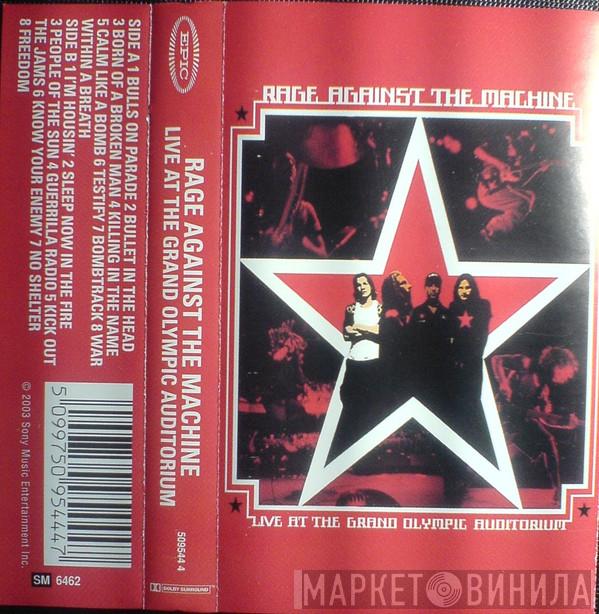 SIDE A 1 BULLS ON PARADE 2 BULLET IN THE HEAD
3 BORN OF A BROKEN MAN 4 KILLING IN THE NAME
5 CALM LIKE A BOMB 6 TESTIFY 7 BOMBTRACK 8 WAR
WITHIN A BREATH
SIDE B 1 I'M HOUSIN' 2 SLEEP NOW IN THE FIRE
3 PEOPLE OF THE SUN 4 GUERRILLA RADIO 5 KICK OUT
THE JAMS 6 KNOW YOUR ENEMY 7 NO SHELTER
8 FREEDOM
5 099750 954447
© 2003 Sony Music Entertainment Inc.
SM 6462
EPIC
RAGE AGAINST THE MACHINE
LIVE AT THE GRAND OLYMPIC AUDITORIUM
509544 4
DOLBY SURROUND
RAGE AGAINST THE MACHINE
LIVE AT THE GRAND OLYMPIC AUDITORIUM
МАРКЕТ ВИНИЛА